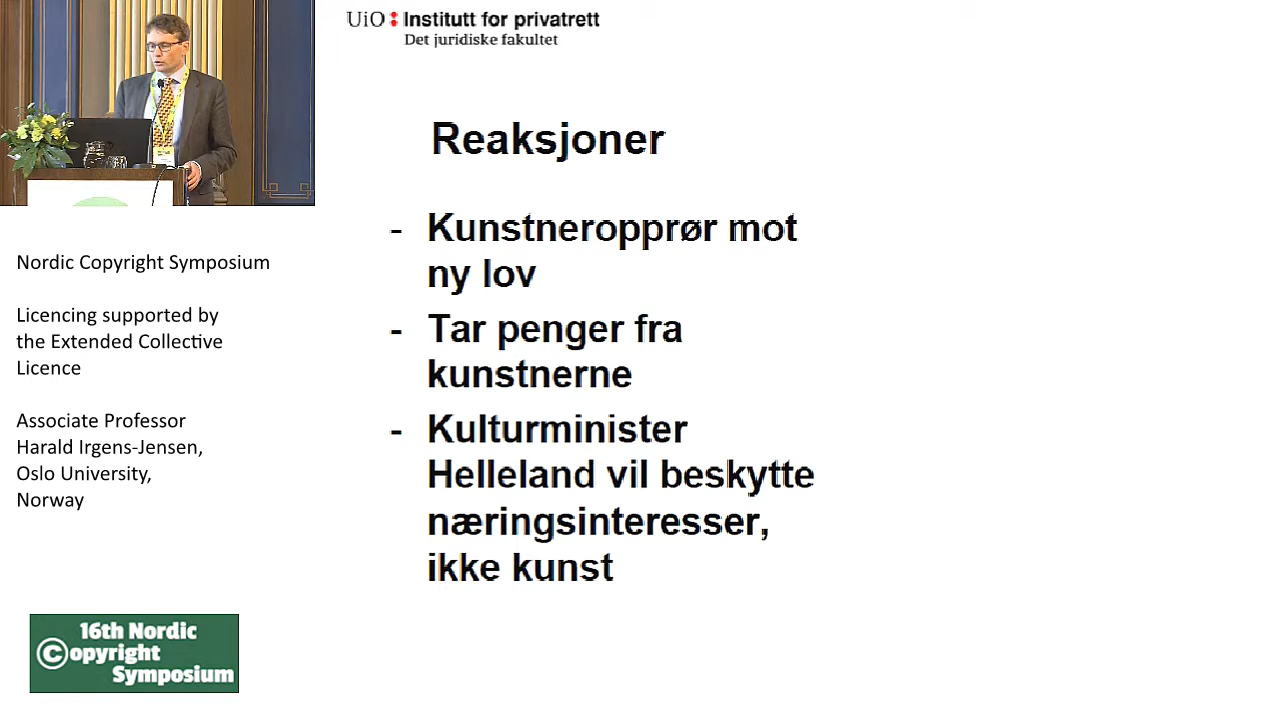 UiO : Institutt for privatrett
Det juridiske fakultet
Reaksjoner
- Kunstneropprør mot
ny lov
- Tar penger fra
kunstnerne
- Kulturminister
Helleland vil beskytte
næringsinteresser,
ikke kunst
Nordic Copyright Symposium
Licencing supported by
the Extended Collective
Licence
Associate Professor
Harald Irgens-Jensen,
Oslo University,
Norway
16th Nordic
©opyright
Symposium